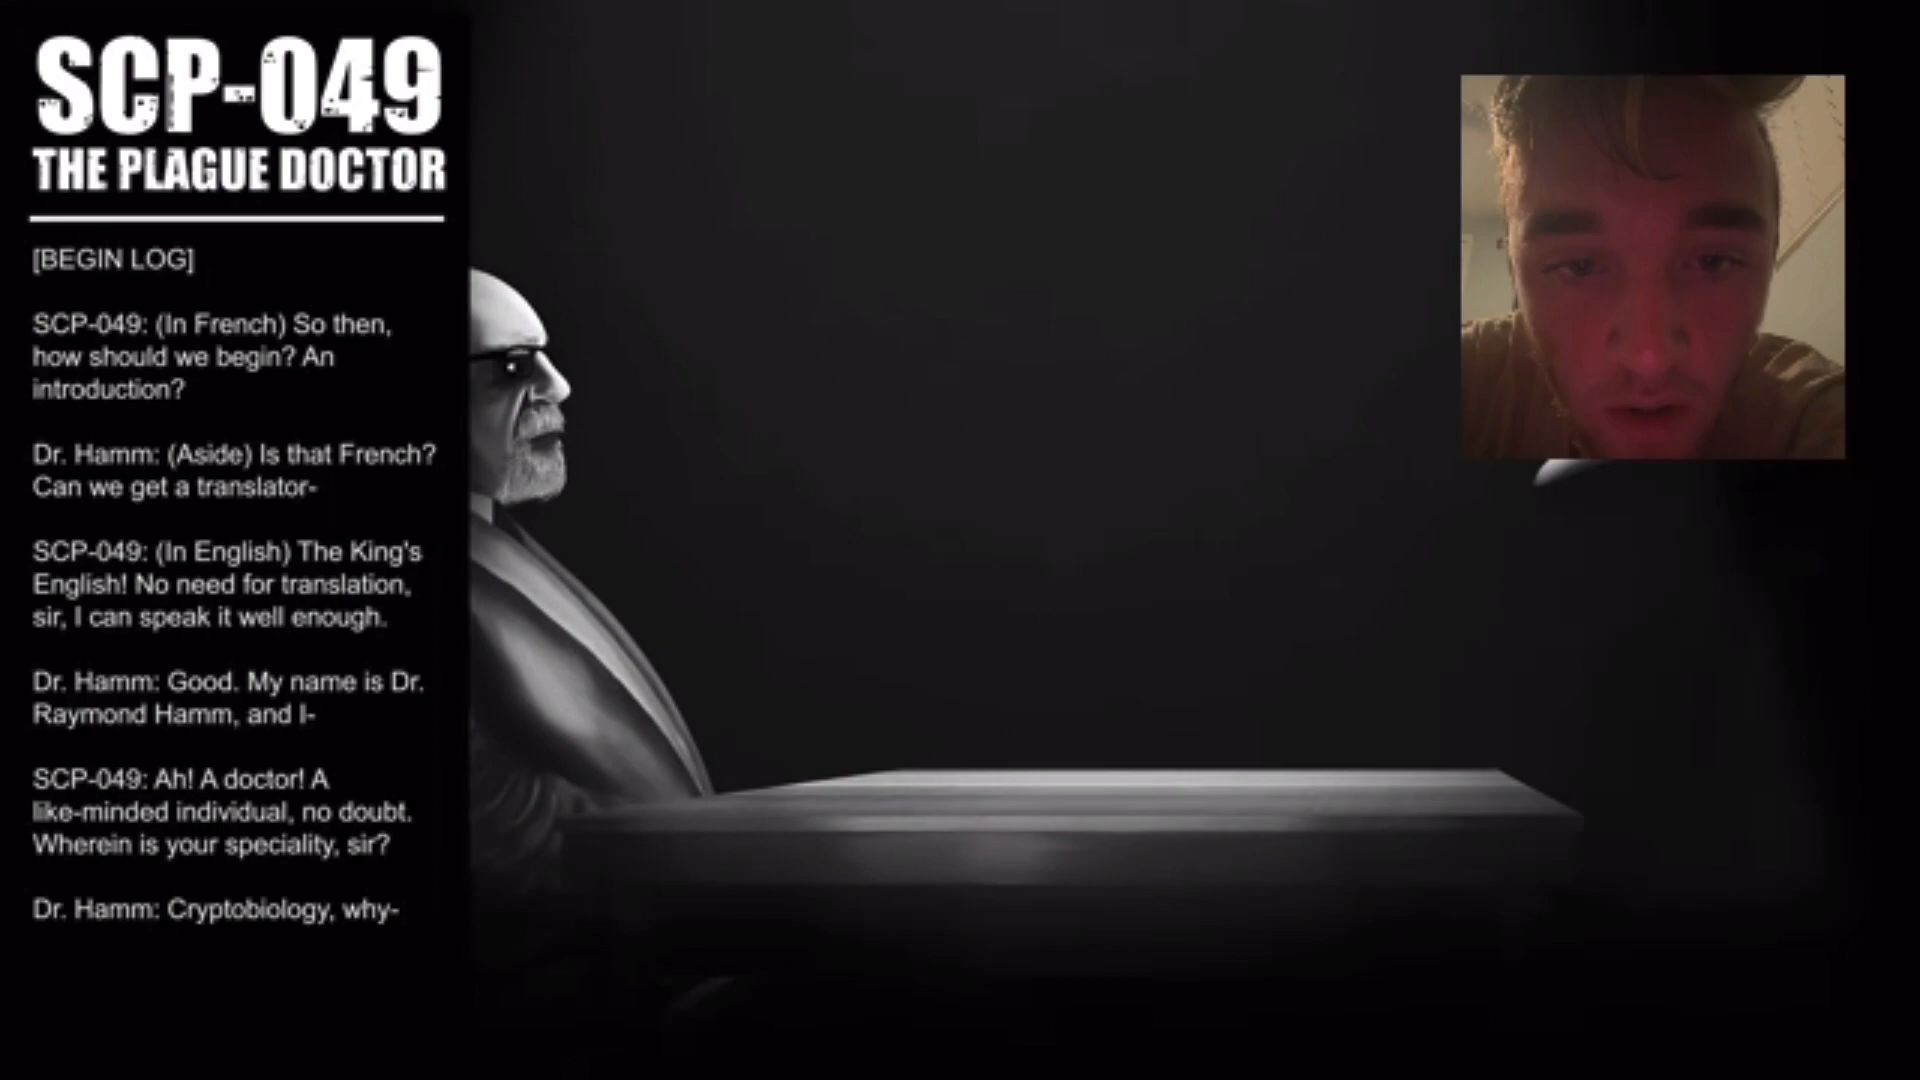 SCP-049
THE PLAGUE DOCTOR
[BEGIN LOG]
SCP-049: (In French) So then,
how should we begin? An
introduction?
Dr. Hamm: (Aside) Is that French?
Can we get a translator-
SCP-049: (In English) The King's
English! No need for translation,
sir, I can speak it well enough.
Dr. Hamm: Good. My name is Dr.
Raymond Hamm, and I-
SCP-049: Ah! A doctor! A
like-minded individual, no doubt.
Wherein is your speciality, sir?
Dr. Hamm: Cryptobiology, why-